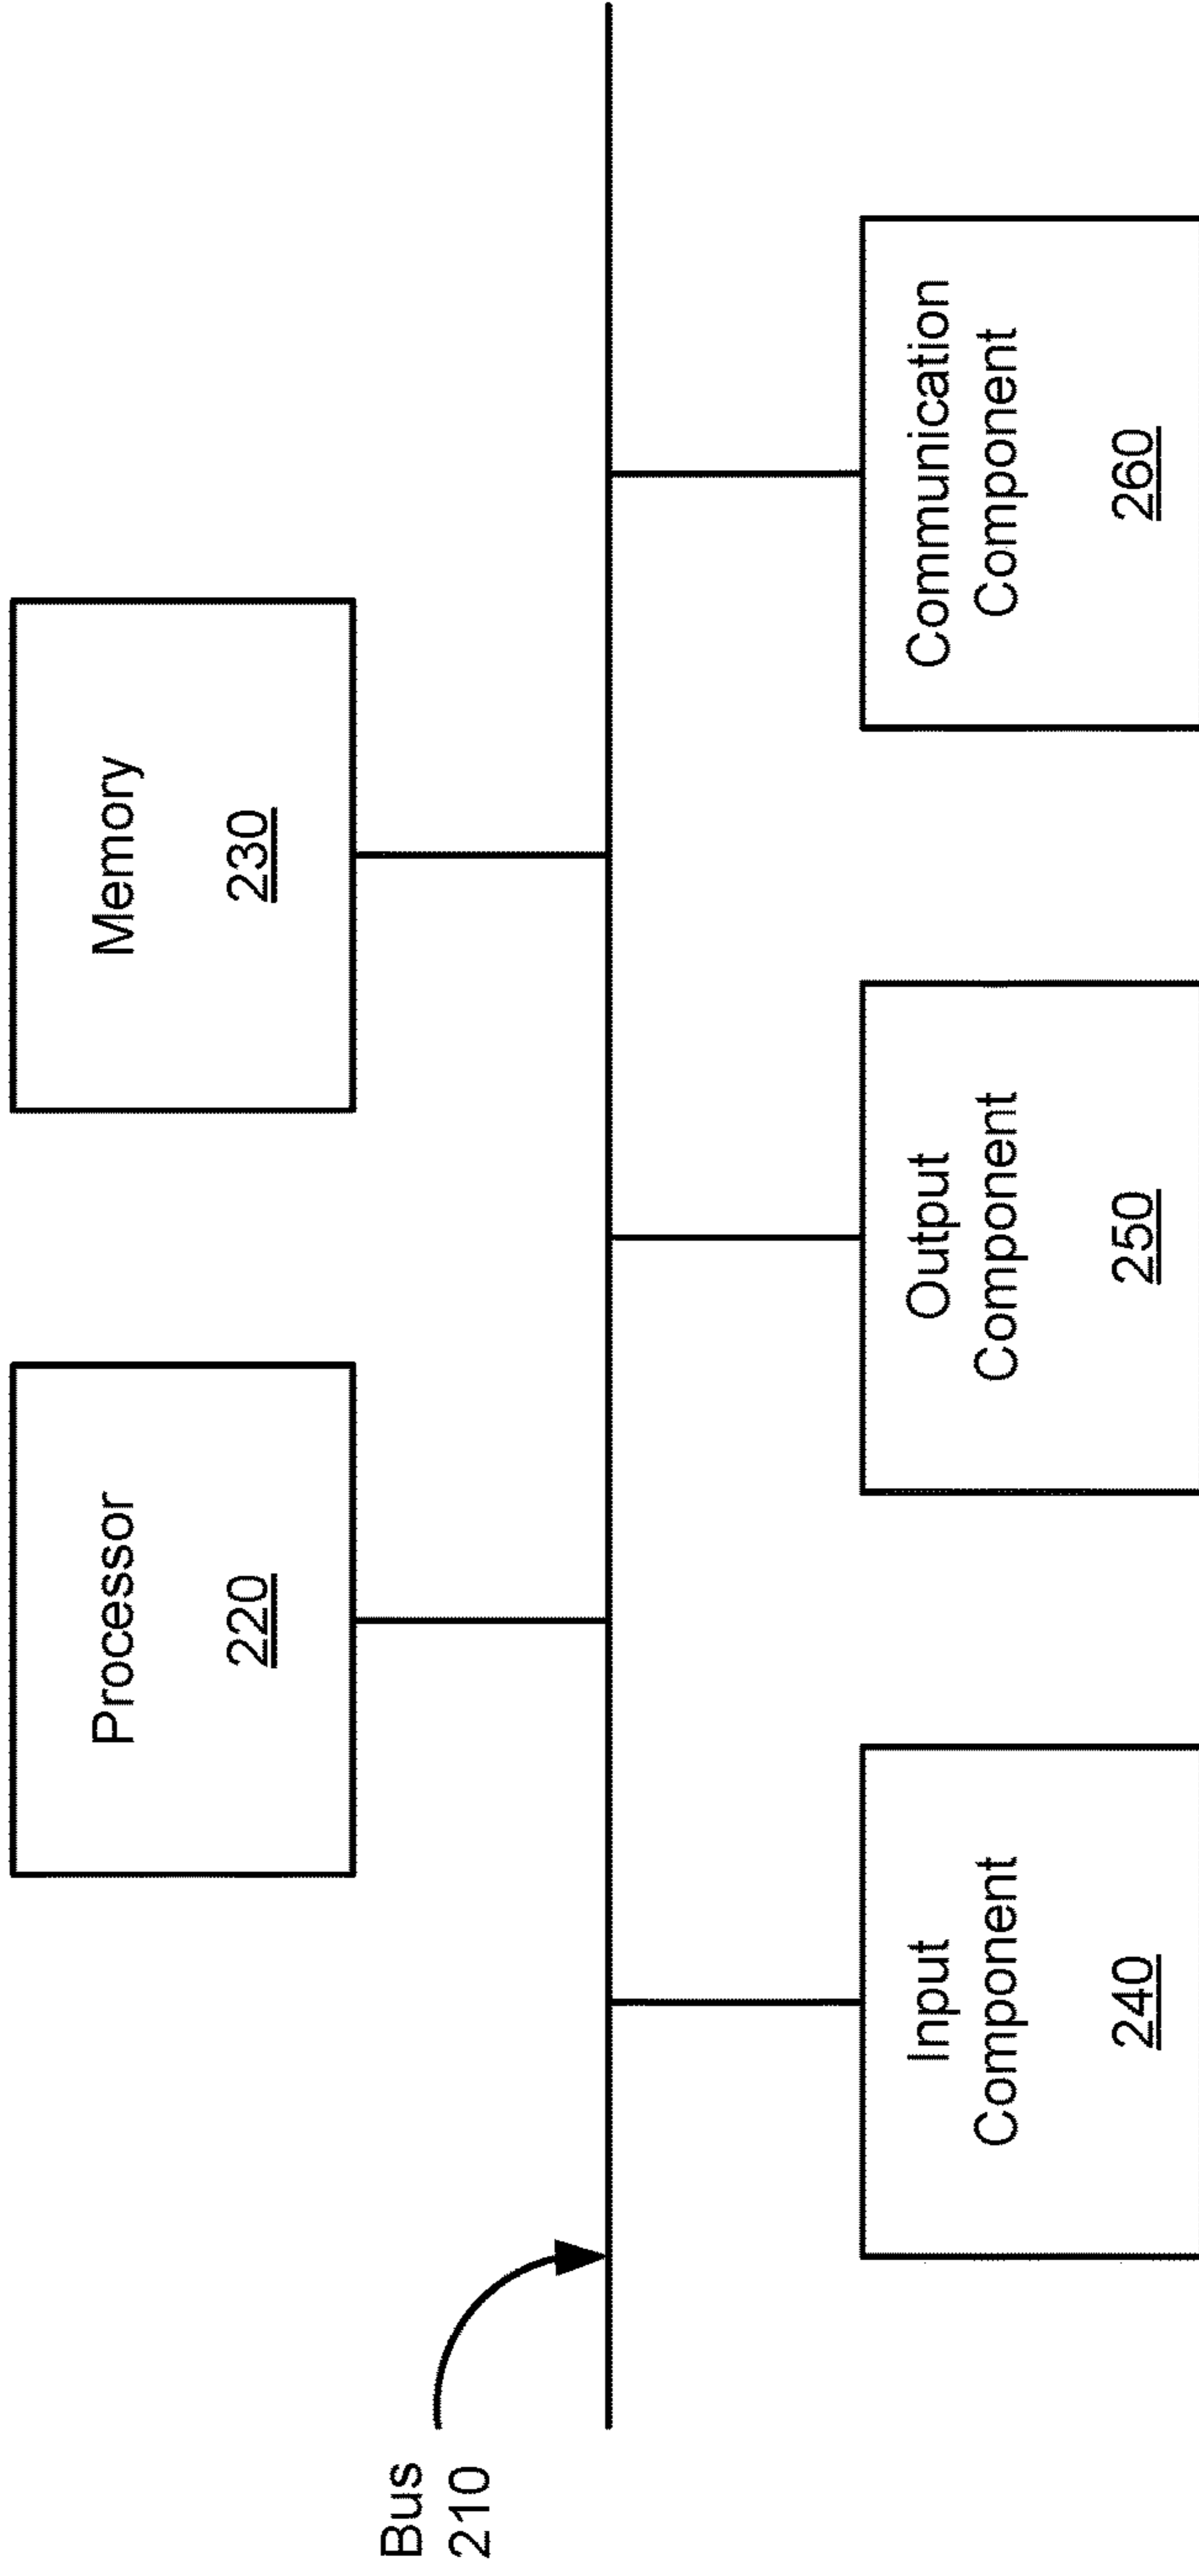 Processor
220
Memory
230
Bus
210
Input
Component
240
Output
Component
250
Communication
Component
260